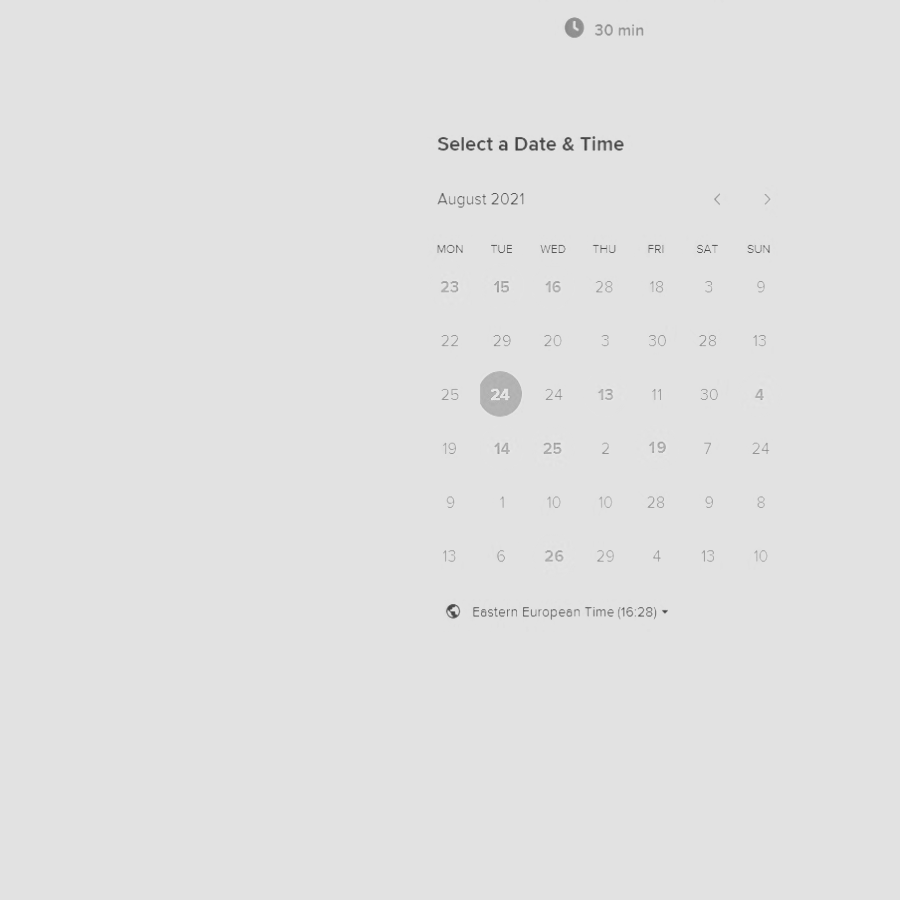 30 min
Select a Date & Time
August 2021
MON TUE WED THU FRI SAT SUN
23 15 16 28 18 3 9
22 29 20 3 30 28 13
25 24 24 13 11 30 4
19 14 25 2 19 7 24
9 1 10 10 28 9 8
13 6 26 29 4 13 10
Eastern European Time (16:28)